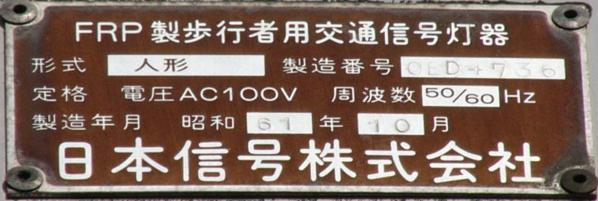 FRP製歩行者用交通信号灯器
形式 人形 製造番号 OED4736
定格 電圧AC100V 周波数 50/60 Hz
製造年月 昭和 61 年 10 月
日本信号株式会社